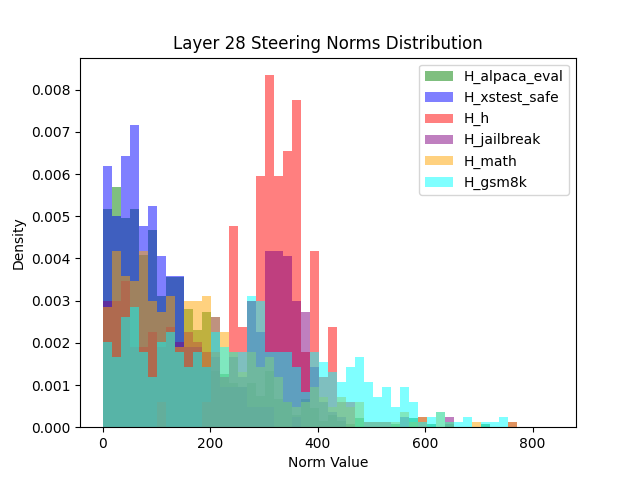 Layer 28 Steering Norms Distribution
H_alpaca_eval
H_xstest_safe
H_h
H_jailbreak
H_math
H_gsm8k
Density
0.008
0.007
0.006
0.005
0.004
0.003
0.002
0.001
0.000
0 200 400 600 800
Norm Value